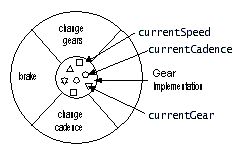 change
gears
currentSpeed
currentCadence
brake
Gear
Implementation
currentGear
change
cadence